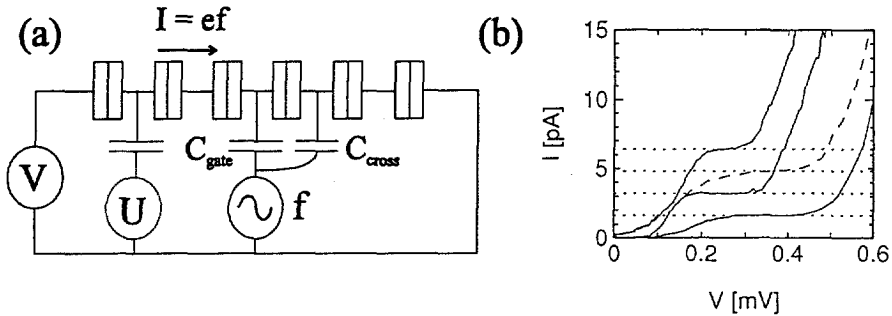 (a)
I = ef
V
U
C_gate
C_cross
f
(b)
I [pA]
15
10
5
0
0
0.2
0.4
0.6
V [mV]